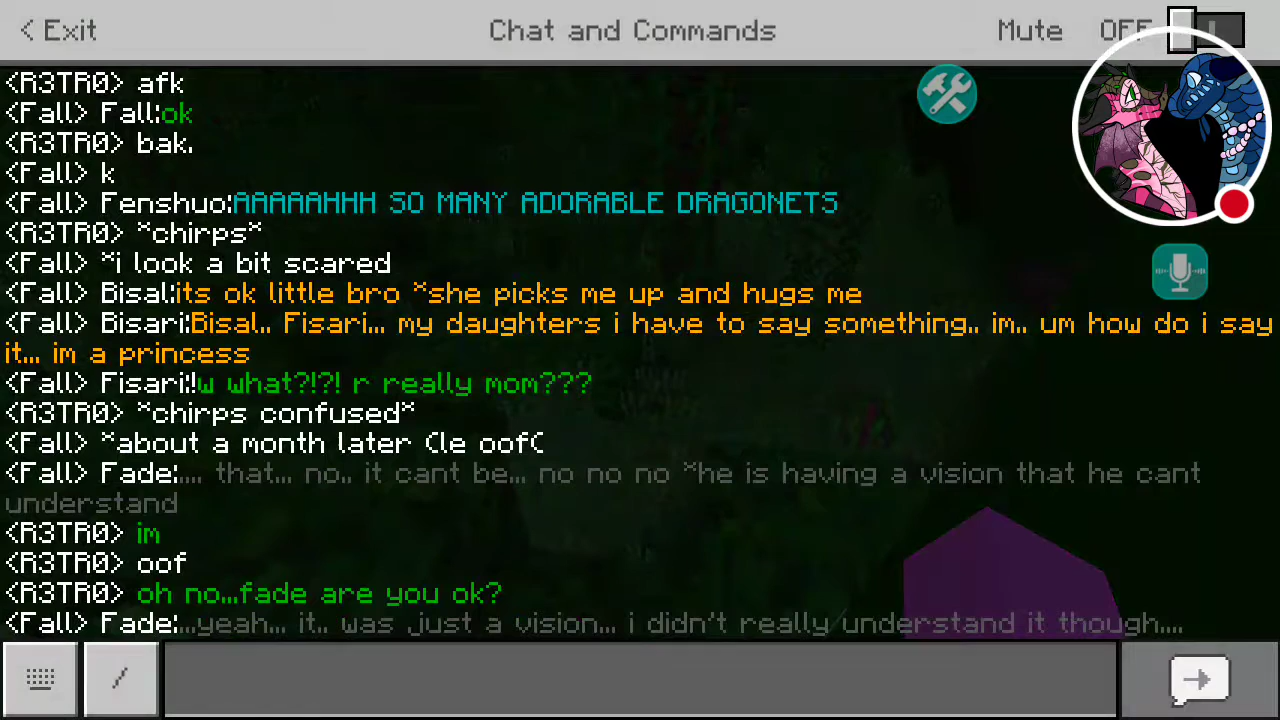 < Exit
Chat and Commands
Mute OFF
<R3TR0> afk
<Fall> Fall:ok
<R3TR0> bak.
<Fall> k
<Fall> Fenshuo:AAAAAHHH SO MANY ADORABLE DRAGONETS
<R3TR0> *chirps*
<Fall> *i look a bit scared
<Fall> Bisal:its ok little bro *she picks me up and hugs me
<Fall> Bisari:Bisal.. Fisari... my daughters i have to say something.. im.. um how do i say
it... im a princess
<Fall> Fisari:!w what?!?! r really mom???
<R3TR0> *chirps confused*
<Fall> *about a month later (le oof(
<Fall> Fade:.... that... no.. it cant be... no no no *he is having a vision that he cant
understand
<R3TR0> im
<R3TR0> oof
<R3TR0> oh no...fade are you ok?
<Fall> Fade:...yeah... it.. was just a vision... i didn't really understand it though....
/